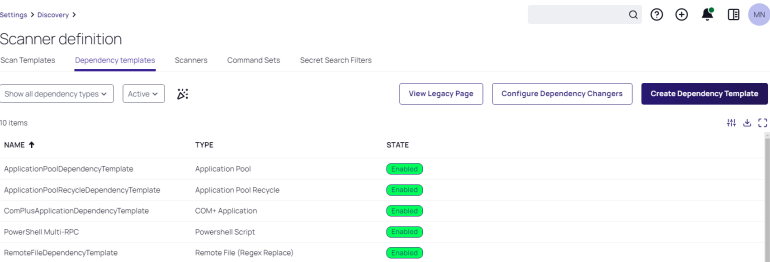 Settings > Discovery >
MN
Scanner definition
Scan Templates Dependency templates Scanners Command Sets Secret Search Filters
Show all dependency types Active View Legacy Page Configure Dependency Changers Create Dependency Template
10 items
NAME TYPE STATE
ApplicationPoolDependencyTemplate Application Pool Enabled
ApplicationPoolRecycleDependencyTemplate Application Pool Recycle Enabled
ComPlusApplicationDependencyTemplate COM+ Application Enabled
PowerShell Multi-RPC Powershell Script Enabled
RemoteFileDependencyTemplate Remote File (Regex Replace) Enabled